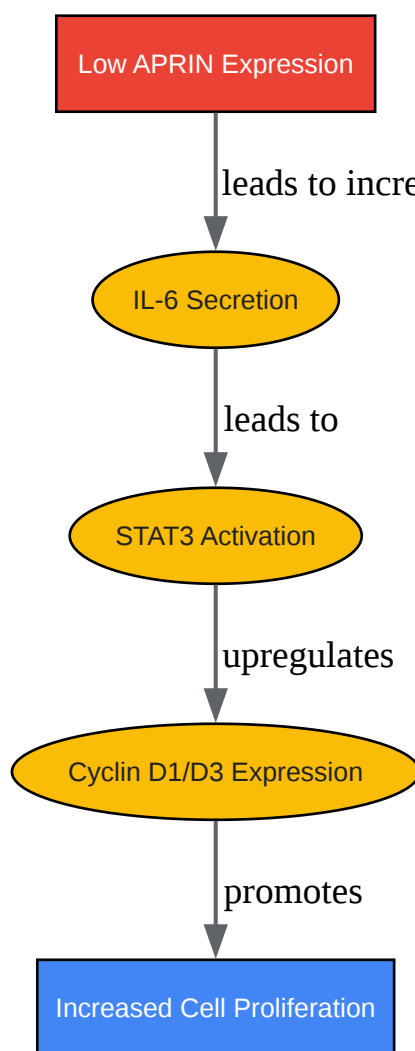 Low APRIN Expression
leads to incre
IL-6 Secretion
leads to
STAT3 Activation
upregulates
Cyclin D1/D3 Expression
promotes
Increased Cell Proliferation